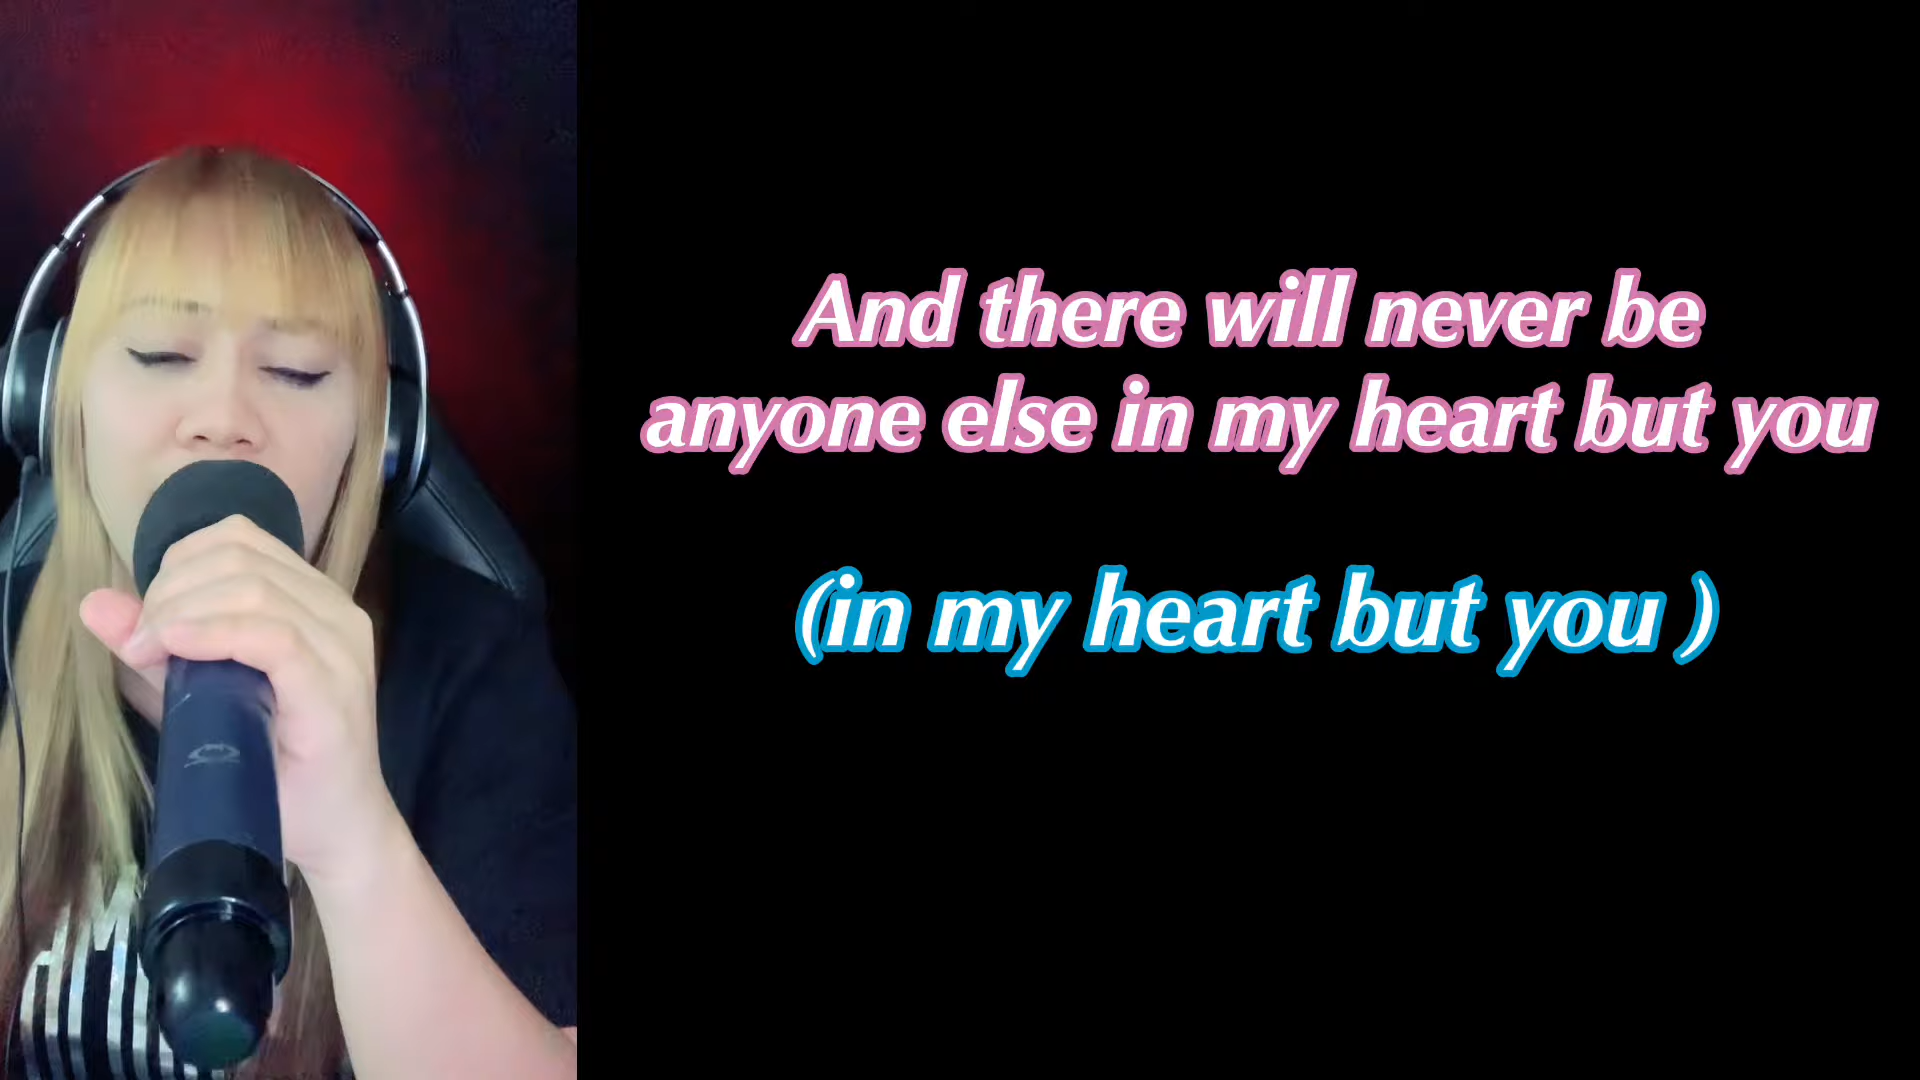 And there will never be
anyone else in my heart but you
(in my heart but you )